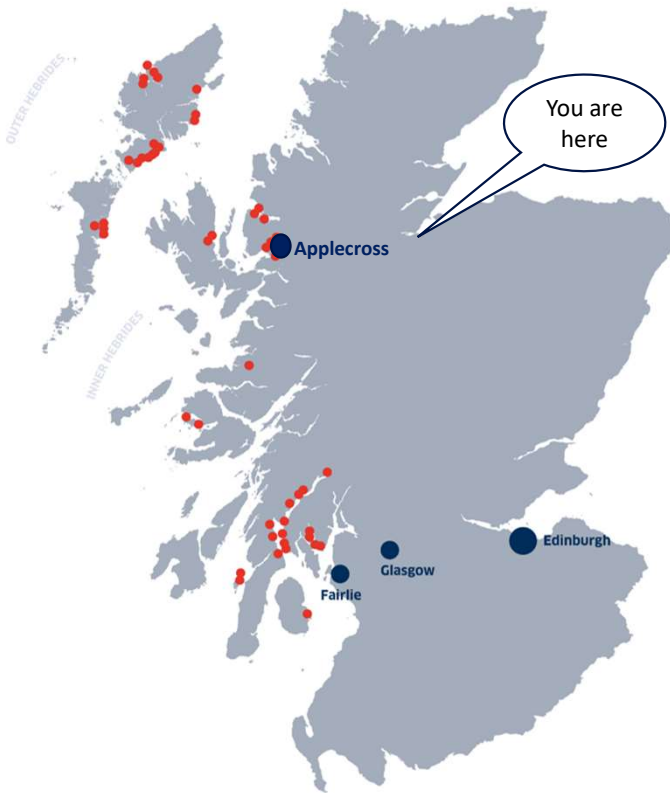 OUTER HEBRIDES
You are
here
Applecross
INNER HEBRIDES
Edinburgh
Glasgow
Fairlie